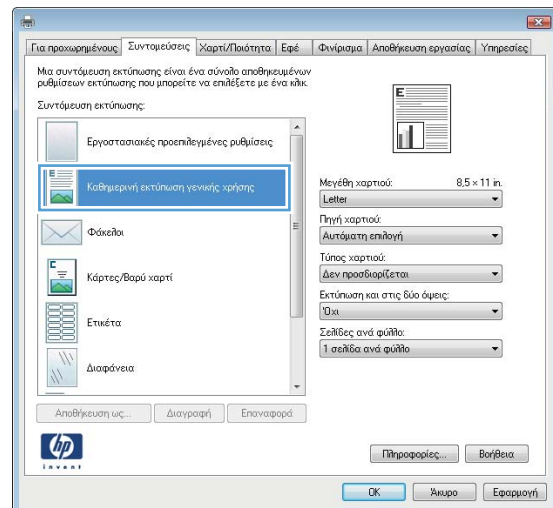 Για προχωρημένους Συντομεύσεις Χαρτί/Ποιότητα Εφέ Φινίρισμα Αποθήκευση εργασίας Υπηρεσίες
Μια συντόμευση εκτύπωσης είναι ένα σύνολο αποθηκευμένων
ρυθμίσεων εκτύπωσης που μπορείτε να επιλέξετε με ένα κλικ.
Συντόμευση εκτύπωσης:
Εργοστασιακές προεπιλεγμένες ρυθμίσεις
Καθημερινή εκτύπωση γενικής χρήσης
Φάκελοι
Κάρτες/Βαρύ χαρτί
Ετικέτα
Διαφάνεια
Αποθήκευση ως... Διαγραφή Επαναφορά
E
Μεγέθη χαρτιού: 8,5 × 11 in.
Letter
Πηγή χαρτιού:
Αυτόματη επιλογή
Τύπος χαρτιού:
Δεν προσδιορίζεται
Εκτύπωση και στις δύο όψεις:
Όχι
Σελίδες ανά φύλλο:
1 σελίδα ανά φύλλο
hp
invent
Πληροφορίες... Βοήθεια
OK Άκυρο Εφαρμογή